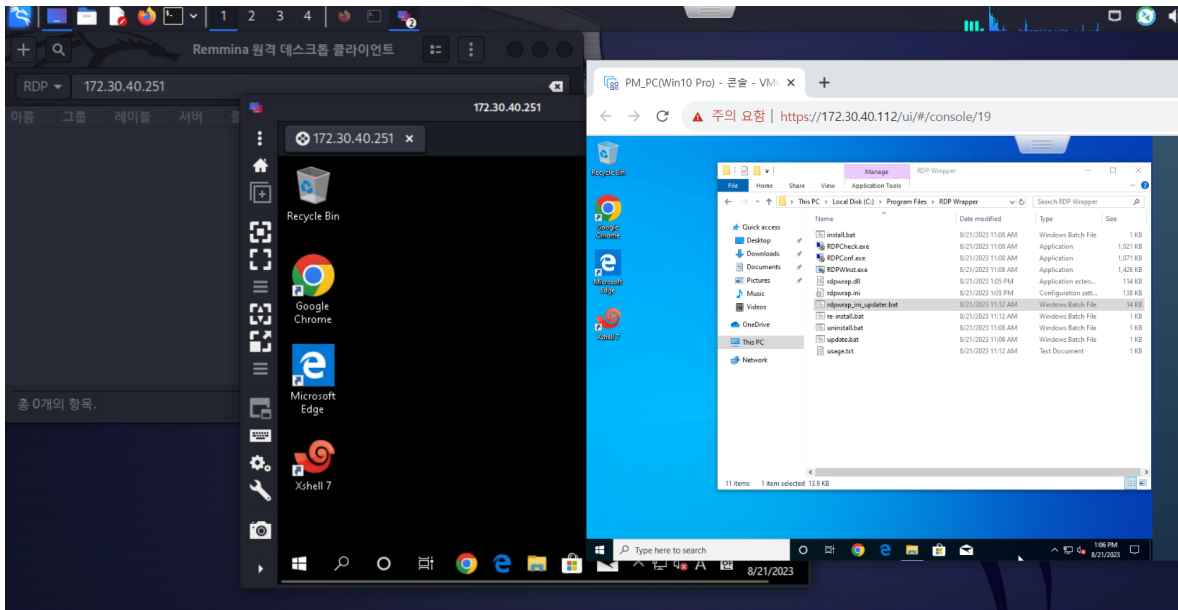 1 2 3 4
Remmina 원격 데스크톱 클라이언트
RDP 172.30.40.251
이름 그룹 레이블 서버
총 0개의 항목.
172.30.40.251
172.30.40.251
Recycle Bin
Google
Chrome
Microsoft
Edge
Xshell 7
A
8/21/2023
PM_PC(Win10 Pro) - 콘솔 - VM
주의 요함 | https://172.30.40.112/ui/#/console/19
Recycle Bin
Google
Chrome
Microsoft
Edge
Xshell 7
Manage RDP Wrapper
File Home Share View Application Tools
This PC > Local Disk (C:) > Program Files > RDP Wrapper
Search RDP Wrapper
Quick access
Desktop
Downloads
Documents
Pictures
Music
Videos
OneDrive
This PC
Network
Name Date modified Type Size
install.bat 8/21/2023 11:08 AM Windows Batch File 1 KB
RDPCheck.exe 8/21/2023 11:08 AM Application 1,021 KB
RDPConf.exe 8/21/2023 11:08 AM Application 1,071 KB
RDPWInst.exe 8/21/2023 11:08 AM Application 1,426 KB
rdpwrap.dll 8/21/2023 1:05 PM Application exten... 114 KB
rdpwrap.ini 8/21/2023 1:05 PM Configuration sett... 138 KB
rdpwrap_ini_updater.bat 8/21/2023 11:12 AM Windows Batch File 14 KB
re-install.bat 8/21/2023 11:12 AM Windows Batch File 1 KB
uninstall.bat 8/21/2023 11:08 AM Windows Batch File 1 KB
update.bat 8/21/2023 11:08 AM Windows Batch File 1 KB
usage.txt 8/21/2023 11:12 AM Text Document 1 KB
11 items 1 item selected 13.9 KB
Type here to search
1:06 PM
8/21/2023